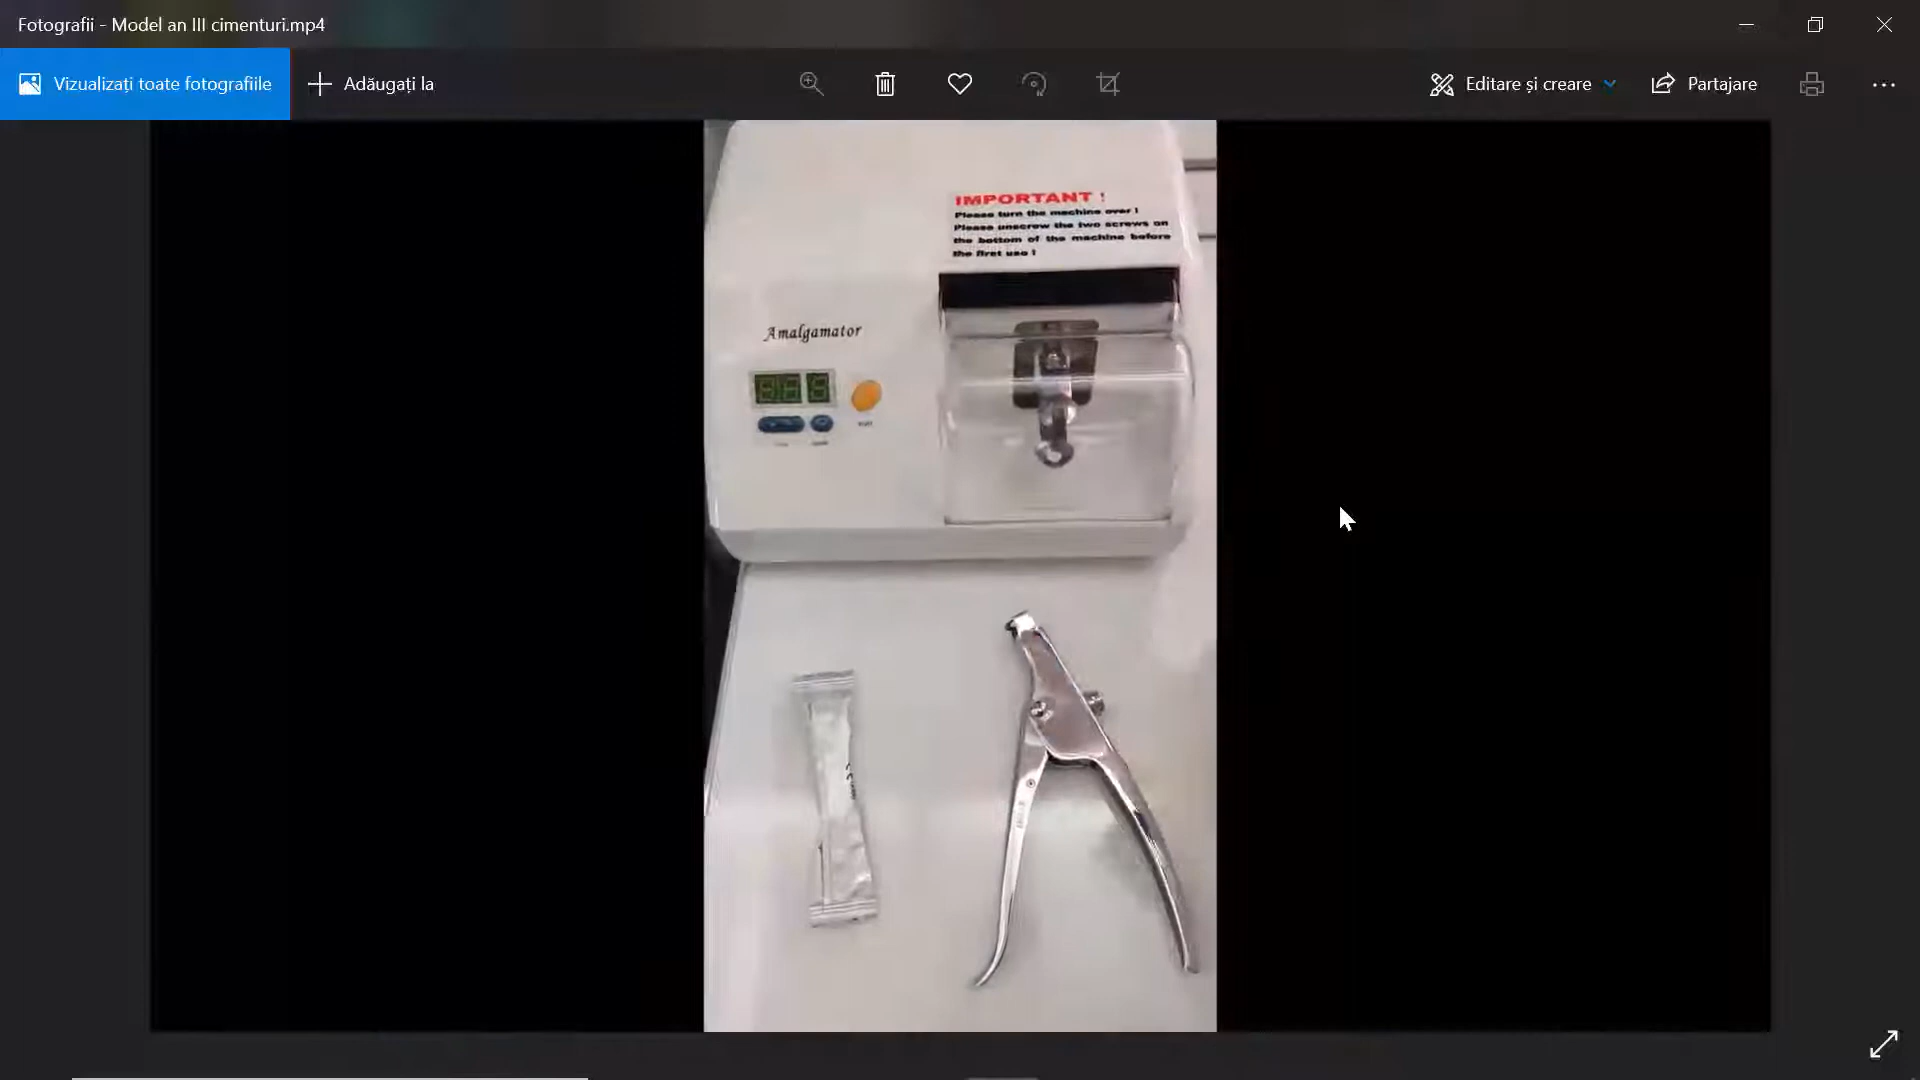 Fotografii - Model an III cimenturi.mp4
Vizualizați toate fotografiile
Adăugați la
Editare și creare
Partajare
IMPORTANT !
Please turn the machine over !
Please unscrew the two screws on
the bottom of the machine before
the first use !
Amalgamator